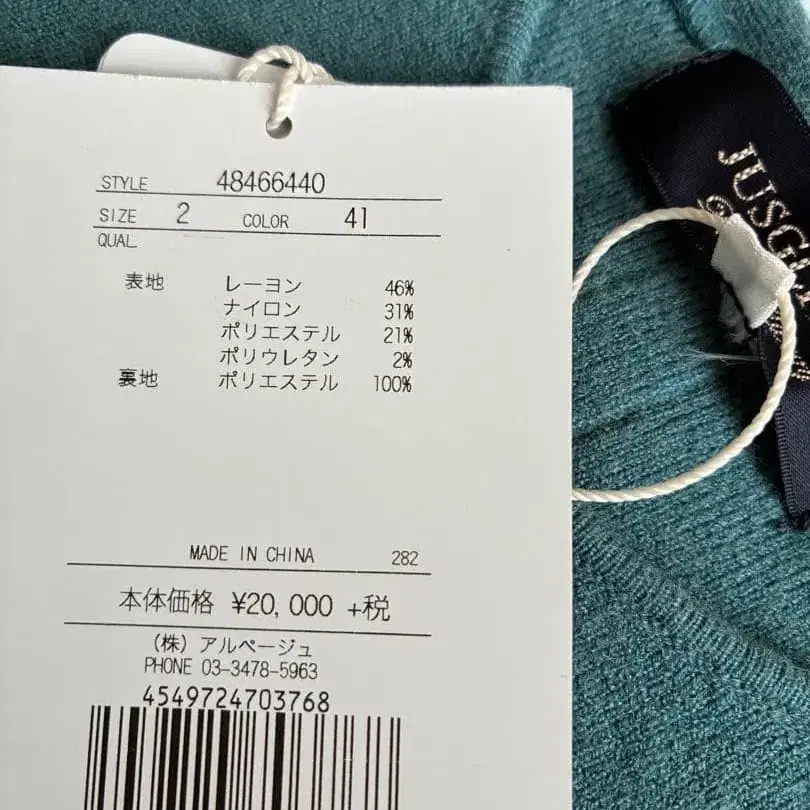 STYLE 48466440
SIZE 2 COLOR 41
QUAL.
表地 レーヨン 46%
ナイロン 31%
ポリエステル 21%
ポリウレタン 2%
裏地 ポリエステル 100%
MADE IN CHINA 282
本体価格 ¥20,000 +税
(株) アルページュ
PHONE 03-3478-5963
4549724703768